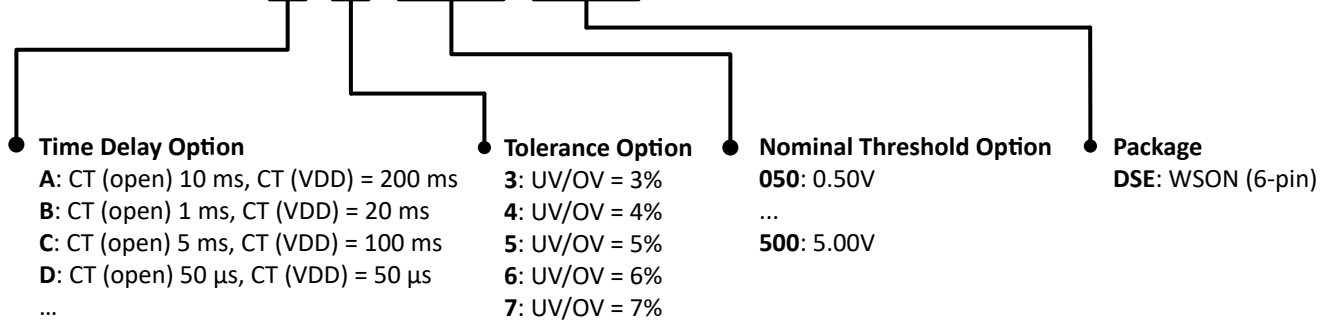 Time Delay Option
A: CT (open) 10 ms, CT (VDD) = 200 ms
B: CT (open) 1 ms, CT (VDD) = 20 ms
C: CT (open) 5 ms, CT (VDD) = 100 ms
D: CT (open) 50 µs, CT (VDD) = 50 µs
...
Tolerance Option
3: UV/OV = 3%
4: UV/OV = 4%
5: UV/OV = 5%
6: UV/OV = 6%
7: UV/OV = 7%
Nominal Threshold Option
050: 0.50V
...
500: 5.00V
Package
DSE: WSON (6-pin)